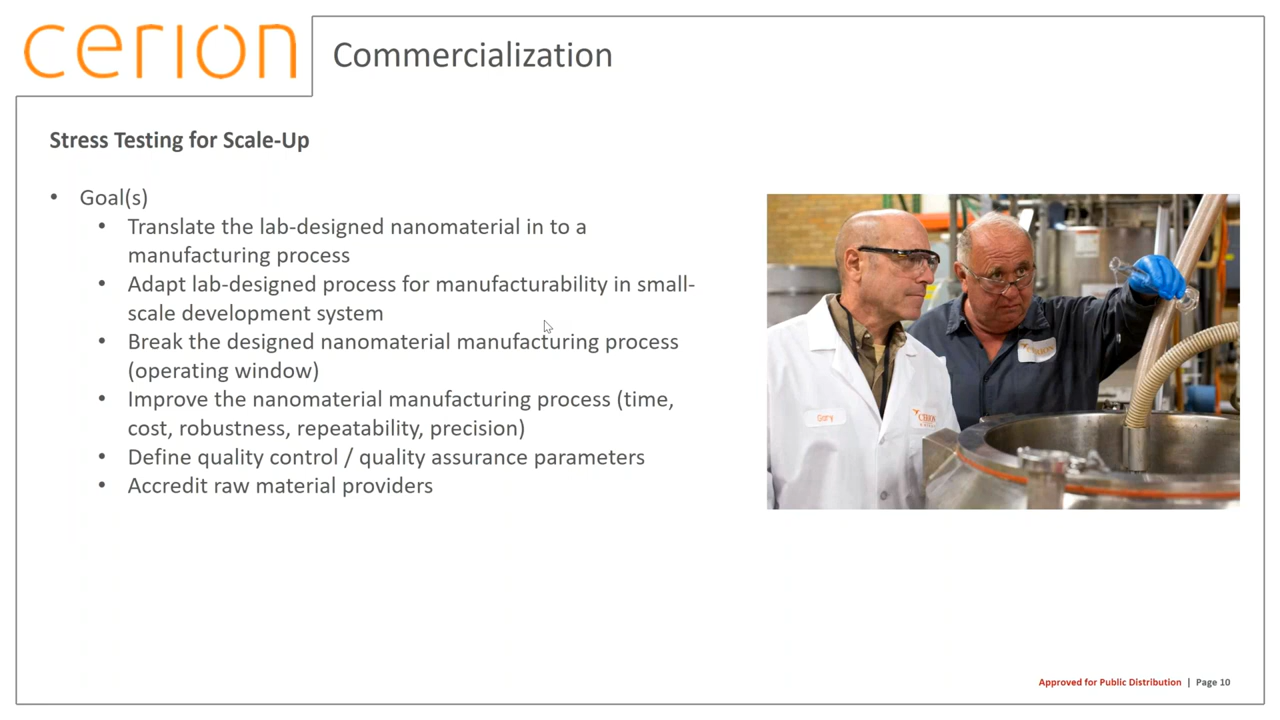 cerion
Commercialization
Stress Testing for Scale-Up
• Goal(s)
• Translate the lab-designed nanomaterial in to a
manufacturing process
• Adapt lab-designed process for manufacturability in small-
scale development system
• Break the designed nanomaterial manufacturing process
(operating window)
• Improve the nanomaterial manufacturing process (time,
cost, robustness, repeatability, precision)
• Define quality control / quality assurance parameters
• Accredit raw material providers
Gary
CERION
CERION
Approved for Public Distribution | Page 10